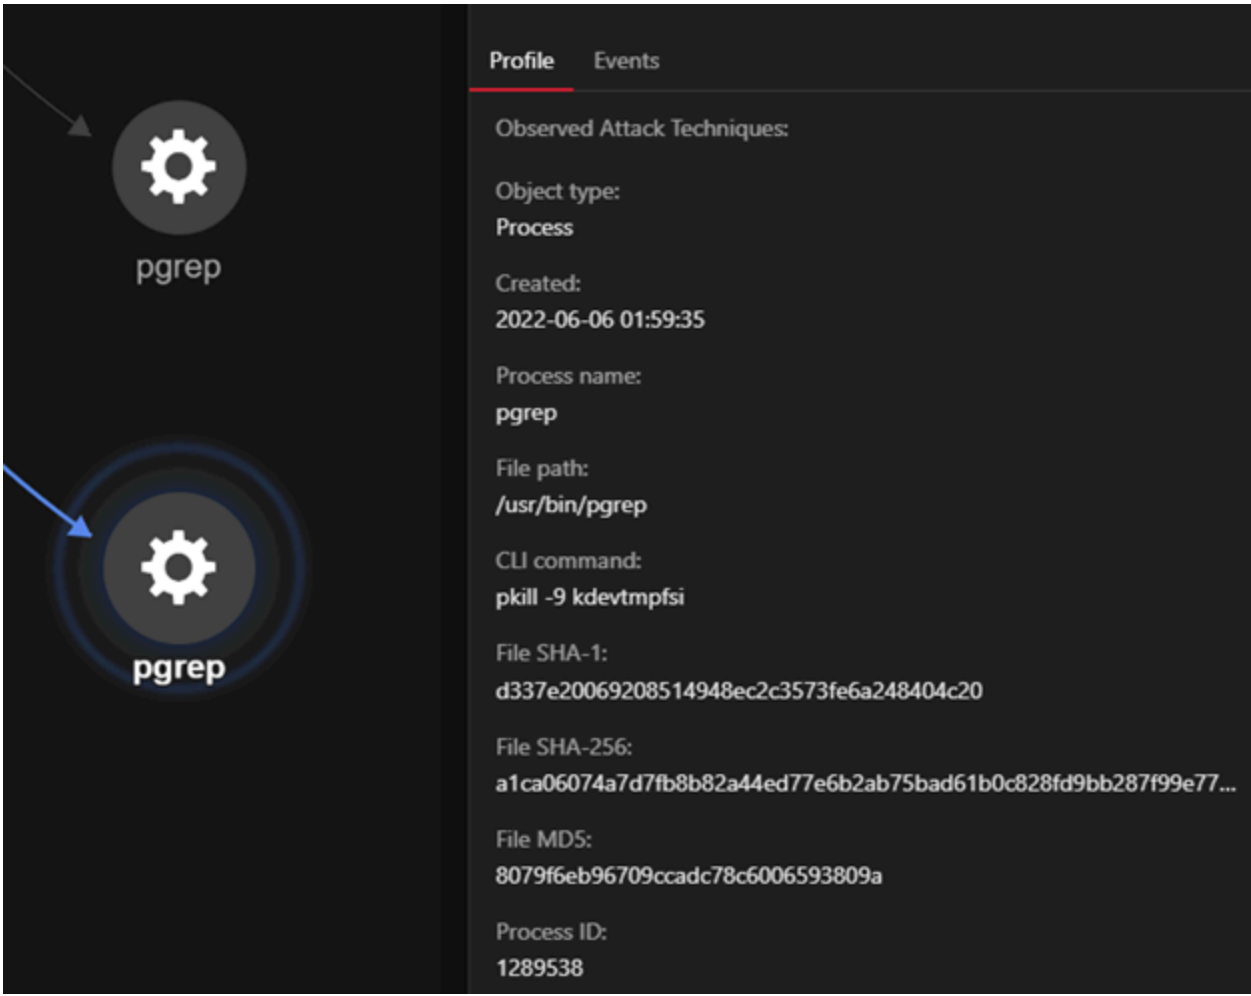 pgrep
pgrep
Profile Events
Observed Attack Techniques:
Object type:
Process
Created:
2022-06-06 01:59:35
Process name:
pgrep
File path:
/usr/bin/pgrep
CLI command:
pkill -9 kdevtmpfsi
File SHA-1:
d337e20069208514948ec2c3573fe6a248404c20
File SHA-256:
a1ca06074a7d7fb8b82a44ed77e6b2ab75bad61b0c828fd9bb287f99e77...
File MD5:
8079f6eb96709ccadc78c6006593809a
Process ID:
1289538